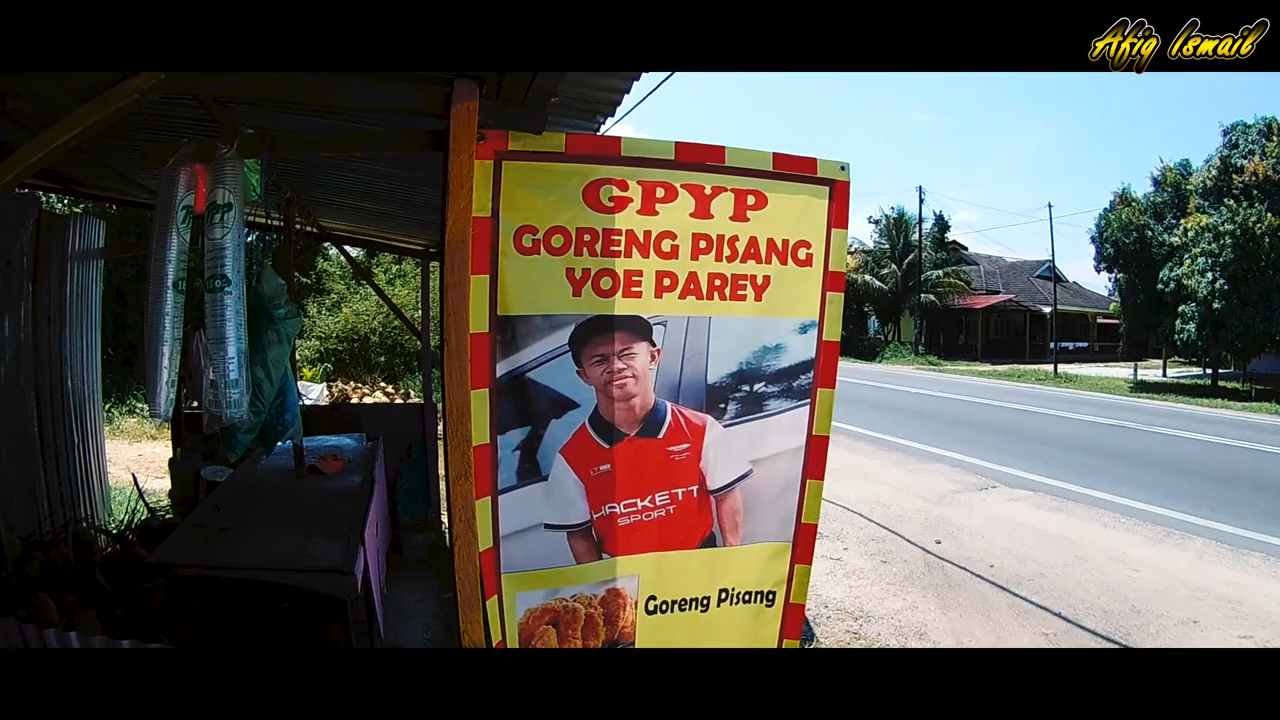 Afiq Ismail
GPYP
GORENG PISANG
YOE PAREY
HACKETT
SPORT
Goreng Pisang